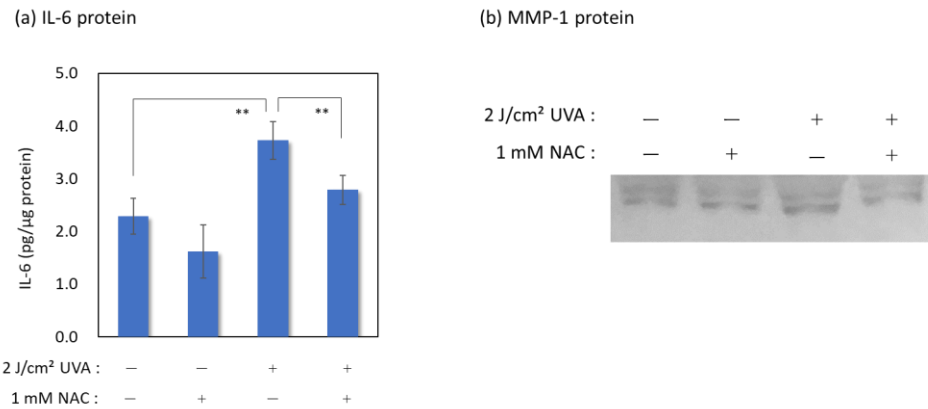 (a) IL-6 protein
5.0
4.0
3.0
2.0
1.0
0.0
IL-6 (pg/μg protein)
** **
2 J/cm² UVA : — — + +
1 mM NAC : — + — +
(b) MMP-1 protein
2 J/cm² UVA : — — + +
1 mM NAC : — + — +